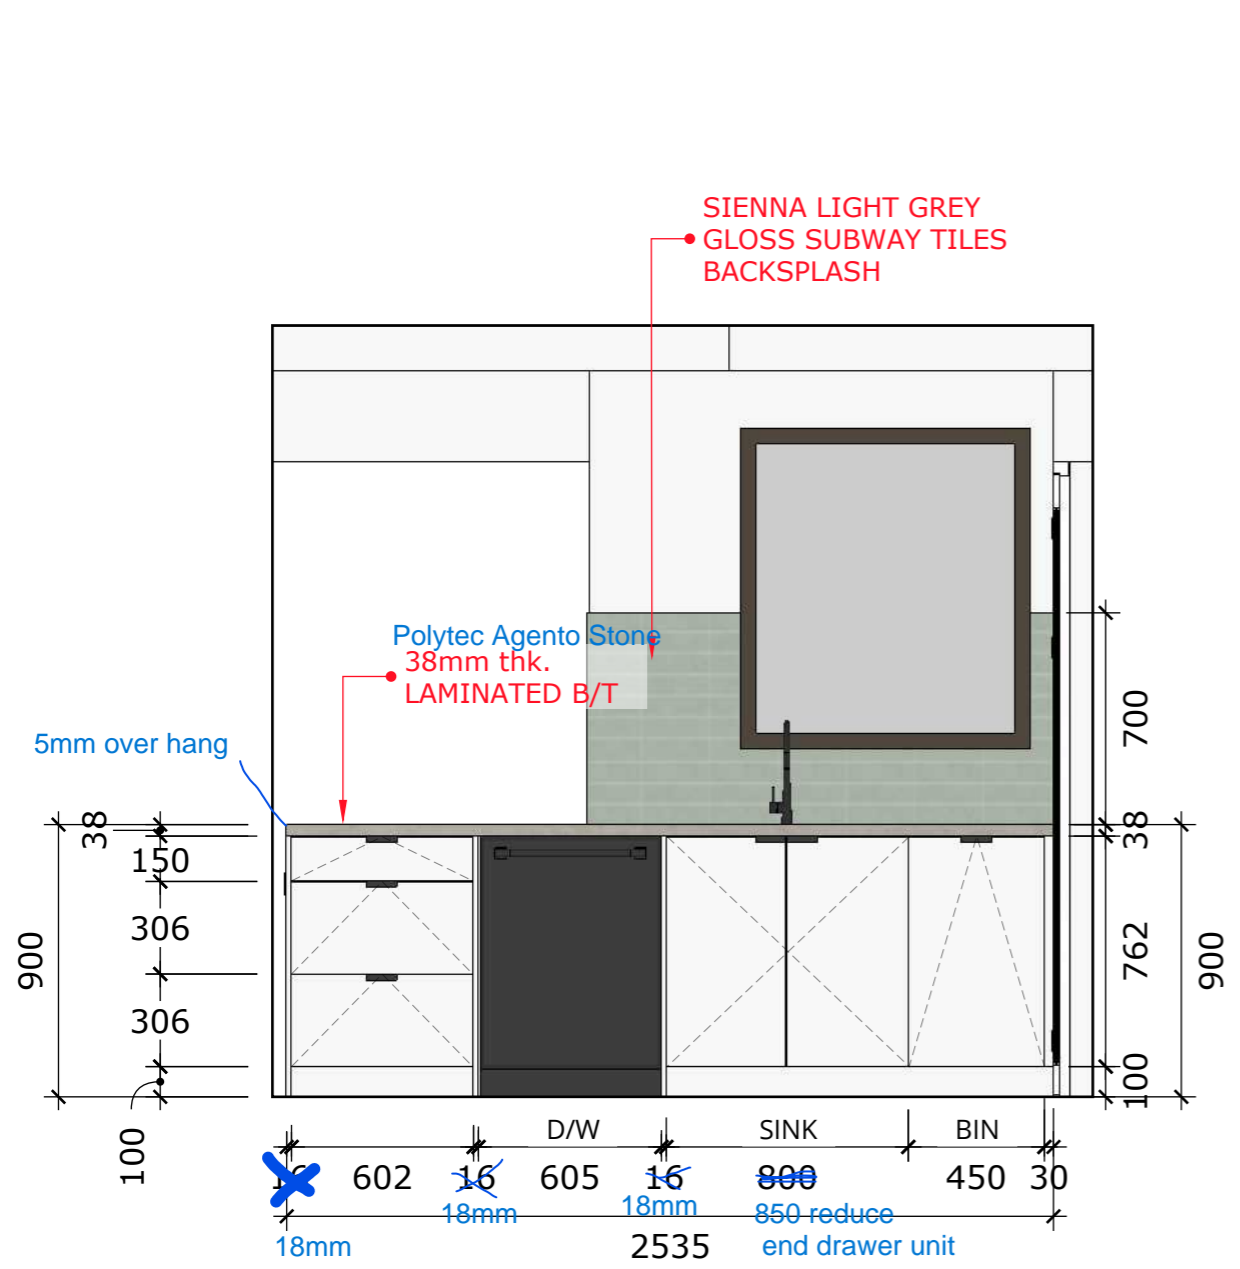 SIENNA LIGHT GREY
GLOSS SUBWAY TILES
BACKSPLASH
Polytec Agento Stone
38mm thk.
LAMINATED B/T
5mm over hang
38
150
306
306
100
900
700
38
762
100
900
D/W
SINK
BIN
16
602
16
605
16
800
450
30
18mm
18mm
18mm
850 reduce
end drawer unit
2535